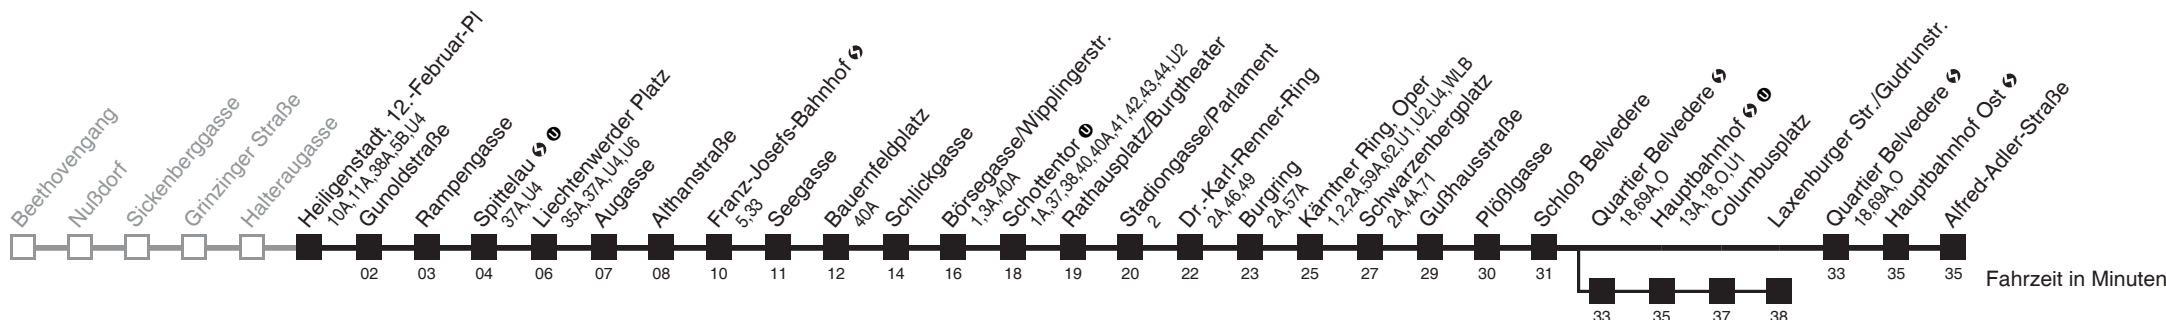 Beethovengang
Nußdorf
Sickenberggasse
Grinzinger Straße
Halteraugasse
Heiligenstadt, 12.-Februar-Pl
10A,11A,38A,5B,U4
Gunoldstraße
Rampengasse
Spittelau S U
37A,U4
Liechtenwerder Platz
35A,37A,U4,U6
Augasse
Althanstraße
Franz-Josefs-Bahnhof S
5,33
Seegasse
Bauernfeldplatz
40A
Schlickgasse
Börsegasse/Wipplingerstr.
1,3A,40A
Schottentor U
1A,37,38,40,40A,41,42,43,44,U2
Rathausplatz/Burgtheater
Stadiongasse/Parlament
2
Dr.-Karl-Renner-Ring
2A,46,49
Burgring
2A,57A
Kärntner Ring, Oper
1,2,2A,59A,62,U1,U2,U4,WLB
Schwarzenbergplatz
2A,4A,71
Gußhausstraße
Plößlgasse
Schloß Belvedere
Quartier Belvedere S
18,69A,O
Hauptbahnhof S U
13A,18,O,U1
Columbusplatz
Laxenburger Str./Gudrunstr.
Quartier Belvedere S
18,69A,O
Hauptbahnhof Ost S
Alfred-Adler-Straße
02 03 04 06 07 08 10 11 12 14 16 18 19 20 22 23 25 27 29 30 31 33 35 35
Fahrzeit in Minuten
33 35 37 38